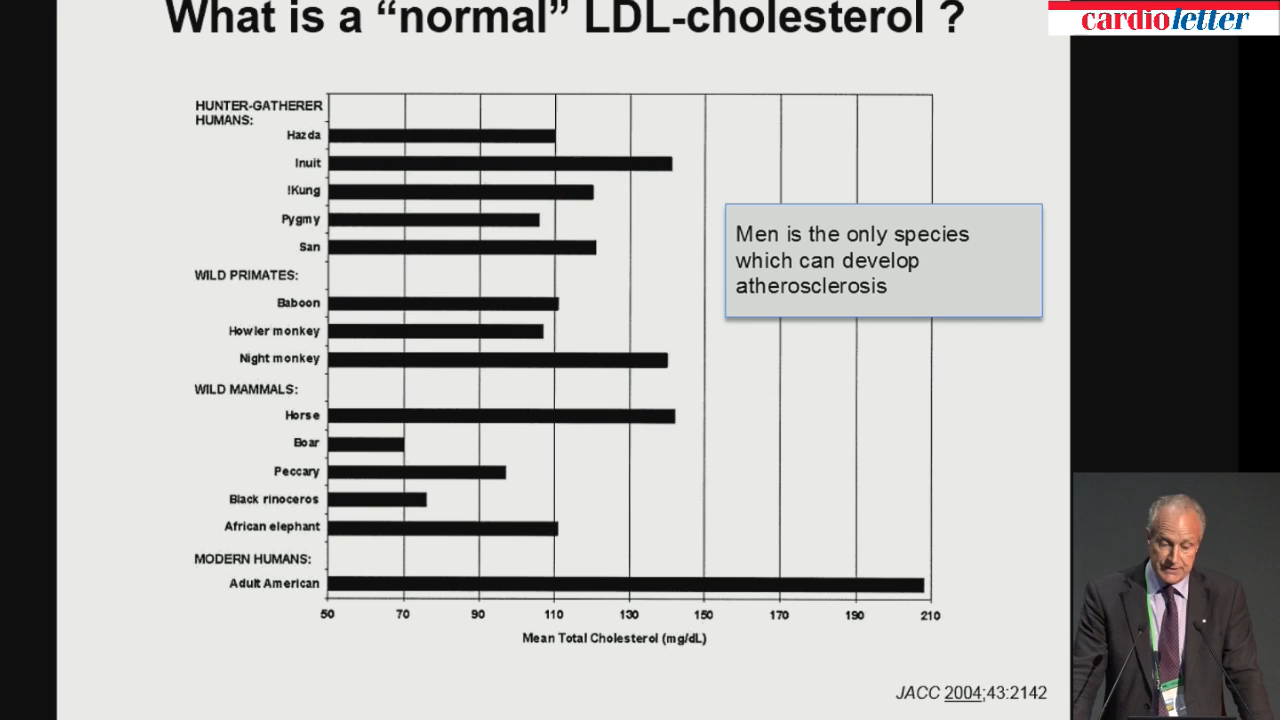 What is a “normal” LDL-cholesterol ?
cardioletter
HUNTER-GATHERER
HUMANS:
Hazda
Inuit
!Kung
Pygmy
San
WILD PRIMATES:
Baboon
Howler monkey
Night monkey
WILD MAMMALS:
Horse
Boar
Peccary
Black rinoceros
African elephant
MODERN HUMANS:
Adult American
50 70 90 110 130 150 170 190 210
Mean Total Cholesterol (mg/dL)
Men is the only species
which can develop
atherosclerosis
JACC 2004;43:2142